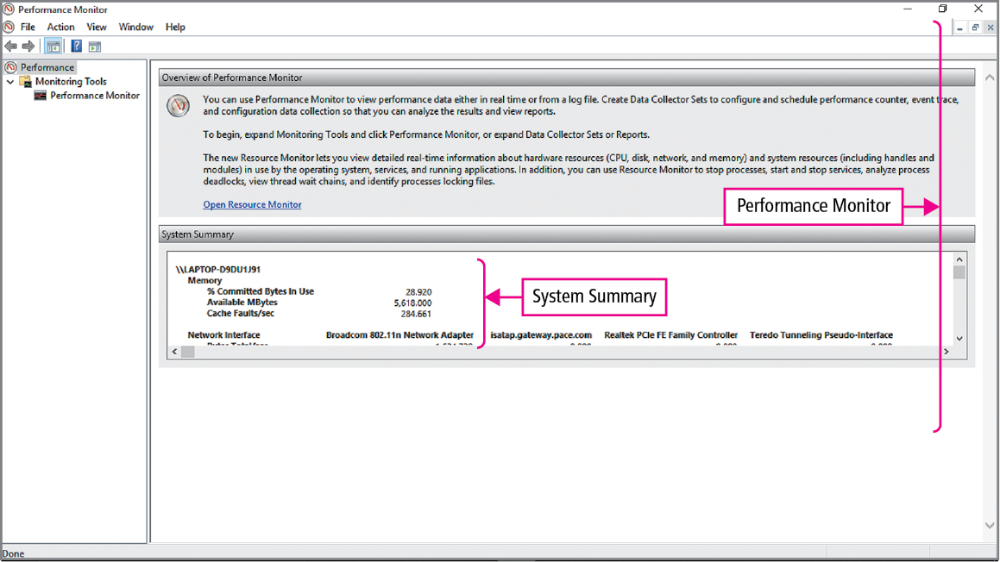 Performance Monitor
File Action View Window Help
Performance
Monitoring Tools
Performance Monitor
Overview of Performance Monitor
You can use Performance Monitor to view performance data either in real time or from a log file. Create Data Collector Sets to configure and schedule performance counter, event trace,
and configuration data collection so that you can analyze the results and view reports.
To begin, expand Monitoring Tools and click Performance Monitor, or expand Data Collector Sets or Reports.
The new Resource Monitor lets you view detailed real-time information about hardware resources (CPU, disk, network, and memory) and system resources (including handles and
modules) in use by the operating system, services, and running applications. In addition, you can use Resource Monitor to stop processes, start and stop services, analyze process
deadlocks, view thread wait chains, and identify processes locking files.
Open Resource Monitor
Performance Monitor
System Summary
\\LAPTOP-D9DU1J91
Memory
% Committed Bytes In Use 28.920
Available MBytes 5,618.000
Cache Faults/sec 284.661
System Summary
Network Interface Broadcom 802.11n Network Adapter isatap.gateway.pace.com Realtek PCIe FE Family Controller Teredo Tunneling Pseudo-Interface
Done